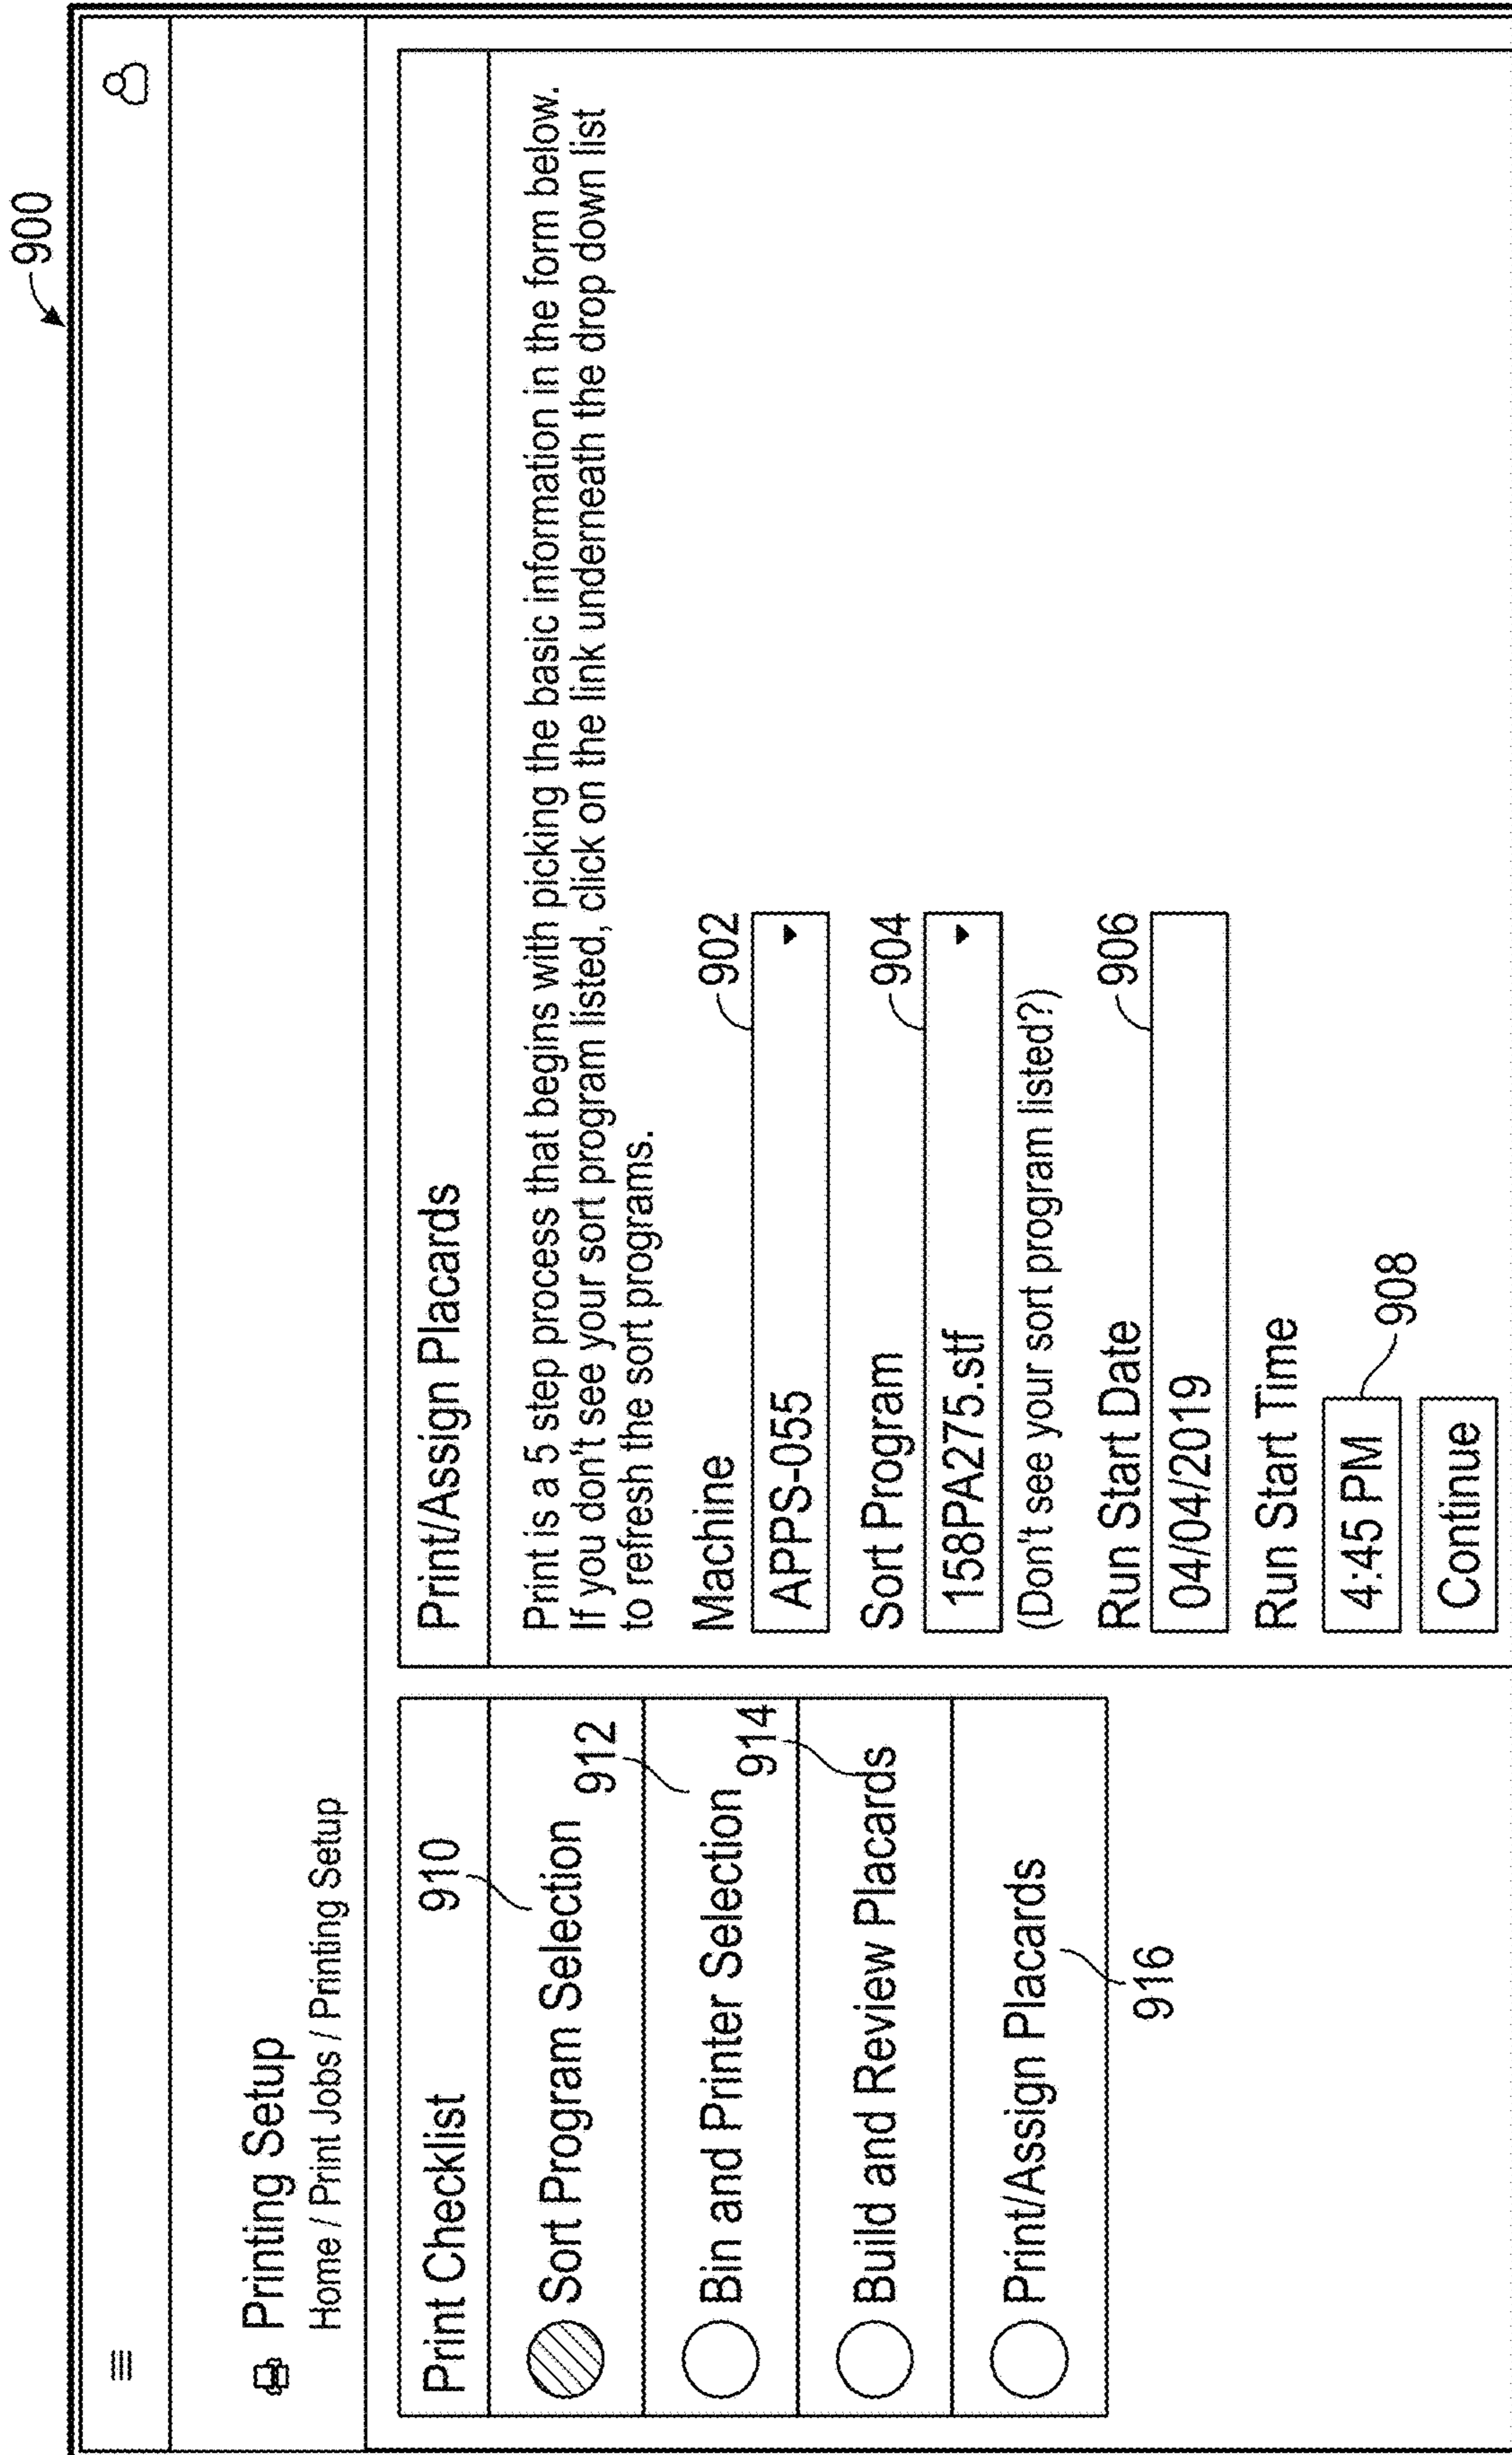 900
Printing Setup
Home / Print Jobs / Printing Setup
Print Checklist
910
Sort Program Selection
912
Bin and Printer Selection
914
Build and Review Placards
Print/Assign Placards
916
Print/Assign Placards
Print is a 5 step process that begins with picking the basic information in the form below.
If you don't see your sort program listed, click on the link underneath the drop down list
to refresh the sort programs.
Machine
902
APPS-055
Sort Program
904
158PA275.stf
(Don't see your sort program listed?)
Run Start Date
906
04/04/2019
Run Start Time
908
4:45 PM
Continue